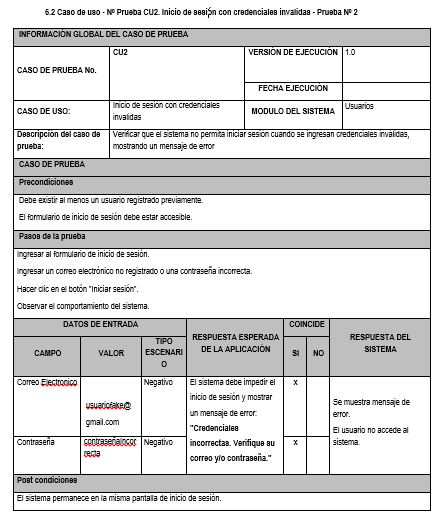 6.2 Caso de uso - Nº Prueba CU2. Inicio de sesión con credenciales invalidas - Prueba Nº 2
INFORMACIÓN GLOBAL DEL CASO DE PRUEBA
CASO DE PRUEBA No.
CU2
VERSIÓN DE EJECUCIÓN
1.0
FECHA EJECUCIÓN
CASO DE USO:
Inicio de sesión con credenciales
invalidas
MODULO DEL SISTEMA
Usuarios
Descripción del caso de
prueba:
Verificar que el sistema no permita iniciar sesión cuando se ingresan credenciales invalidas,
mostrando un mensaje de error
CASO DE PRUEBA
Precondiciones
Debe existir al menos un usuario registrado previamente.
El formulario de inicio de sesión debe estar accesible.
Pasos de la prueba
Ingresar al formulario de inicio de sesión.
Ingresar un correo electrónico no registrado o una contraseña incorrecta.
Hacer clic en el botón "Iniciar sesión".
Observar el comportamiento del sistema.
DATOS DE ENTRADA
RESPUESTA ESPERADA
DE LA APLICACIÓN
COINCIDE
RESPUESTA DEL
SISTEMA
CAMPO
VALOR
TIPO
ESCENARI
O
SI
NO
Correo Electronico
usuariofake@
gmail.com
Negativo
El sistema debe impedir el
inicio de sesión y mostrar
un mensaje de error:
"Credenciales
incorrectas. Verifique su
correo y/o contraseña."
x
Se muestra mensaje de
error.
El usuario no accede al
sistema.
Contraseña
contraseñaIncor
recta
Negativo
x
Post condiciones
El sistema permanece en la misma pantalla de inicio de sesión.